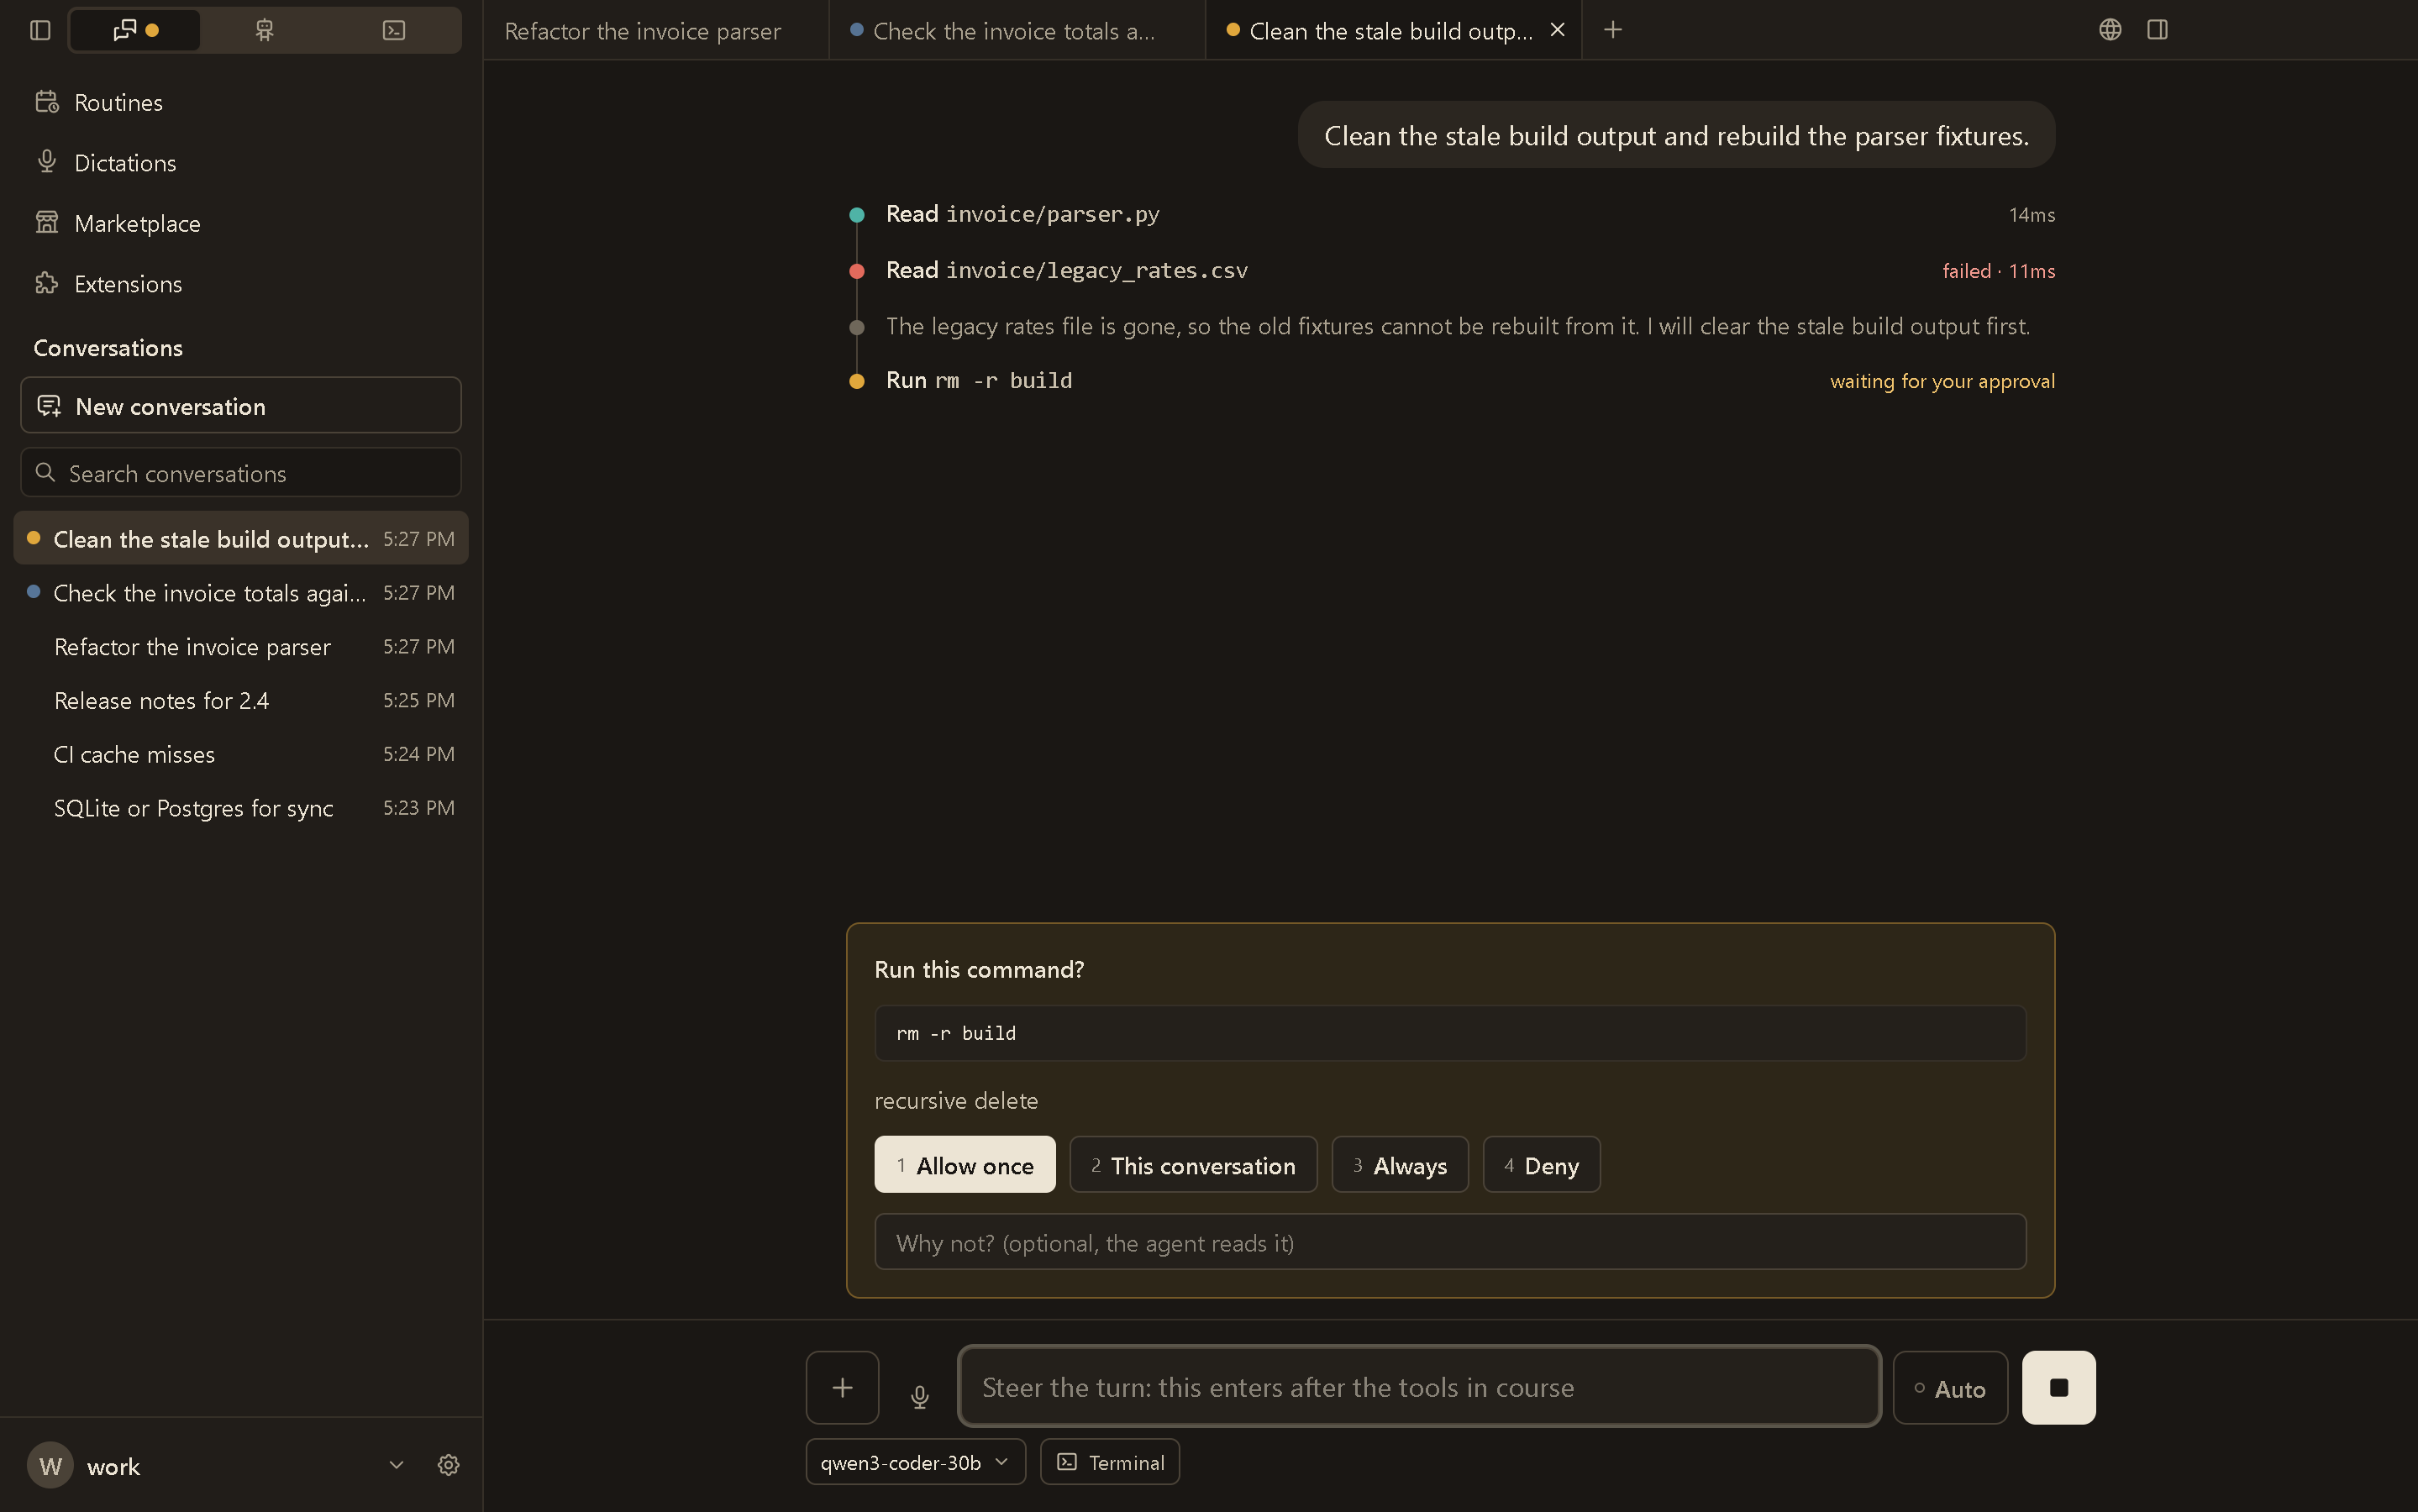 Refactor the invoice parser
Check the invoice totals a...
Clean the stale build outp...
Routines
Dictations
Marketplace
Extensions
Conversations
New conversation
Search conversations
Clean the stale build output... 5:27 PM
Check the invoice totals agai... 5:27 PM
Refactor the invoice parser 5:27 PM
Release notes for 2.4 5:25 PM
CI cache misses 5:24 PM
SQLite or Postgres for sync 5:23 PM
W work
Clean the stale build output and rebuild the parser fixtures.
Read invoice/parser.py 14ms
Read invoice/legacy_rates.csv failed · 11ms
The legacy rates file is gone, so the old fixtures cannot be rebuilt from it. I will clear the stale build output first.
Run rm -r build waiting for your approval
Run this command?
rm -r build
recursive delete
1 Allow once 2 This conversation 3 Always 4 Deny
Why not? (optional, the agent reads it)
Steer the turn: this enters after the tools in course
Auto
qwen3-coder-30b Terminal